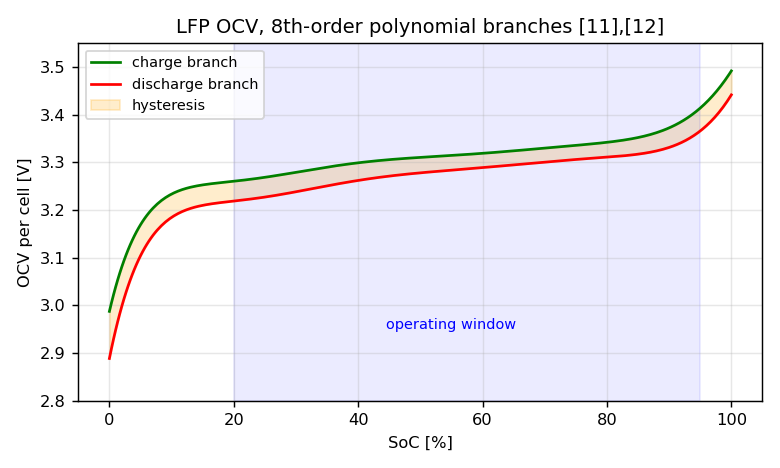 LFP OCV, 8th-order polynomial branches [11],[12]
charge branch
discharge branch
hysteresis
operating window
OCV per cell [V]
3.5
3.4
3.3
3.2
3.1
3.0
2.9
2.8
0 20 40 60 80 100
SoC [%]